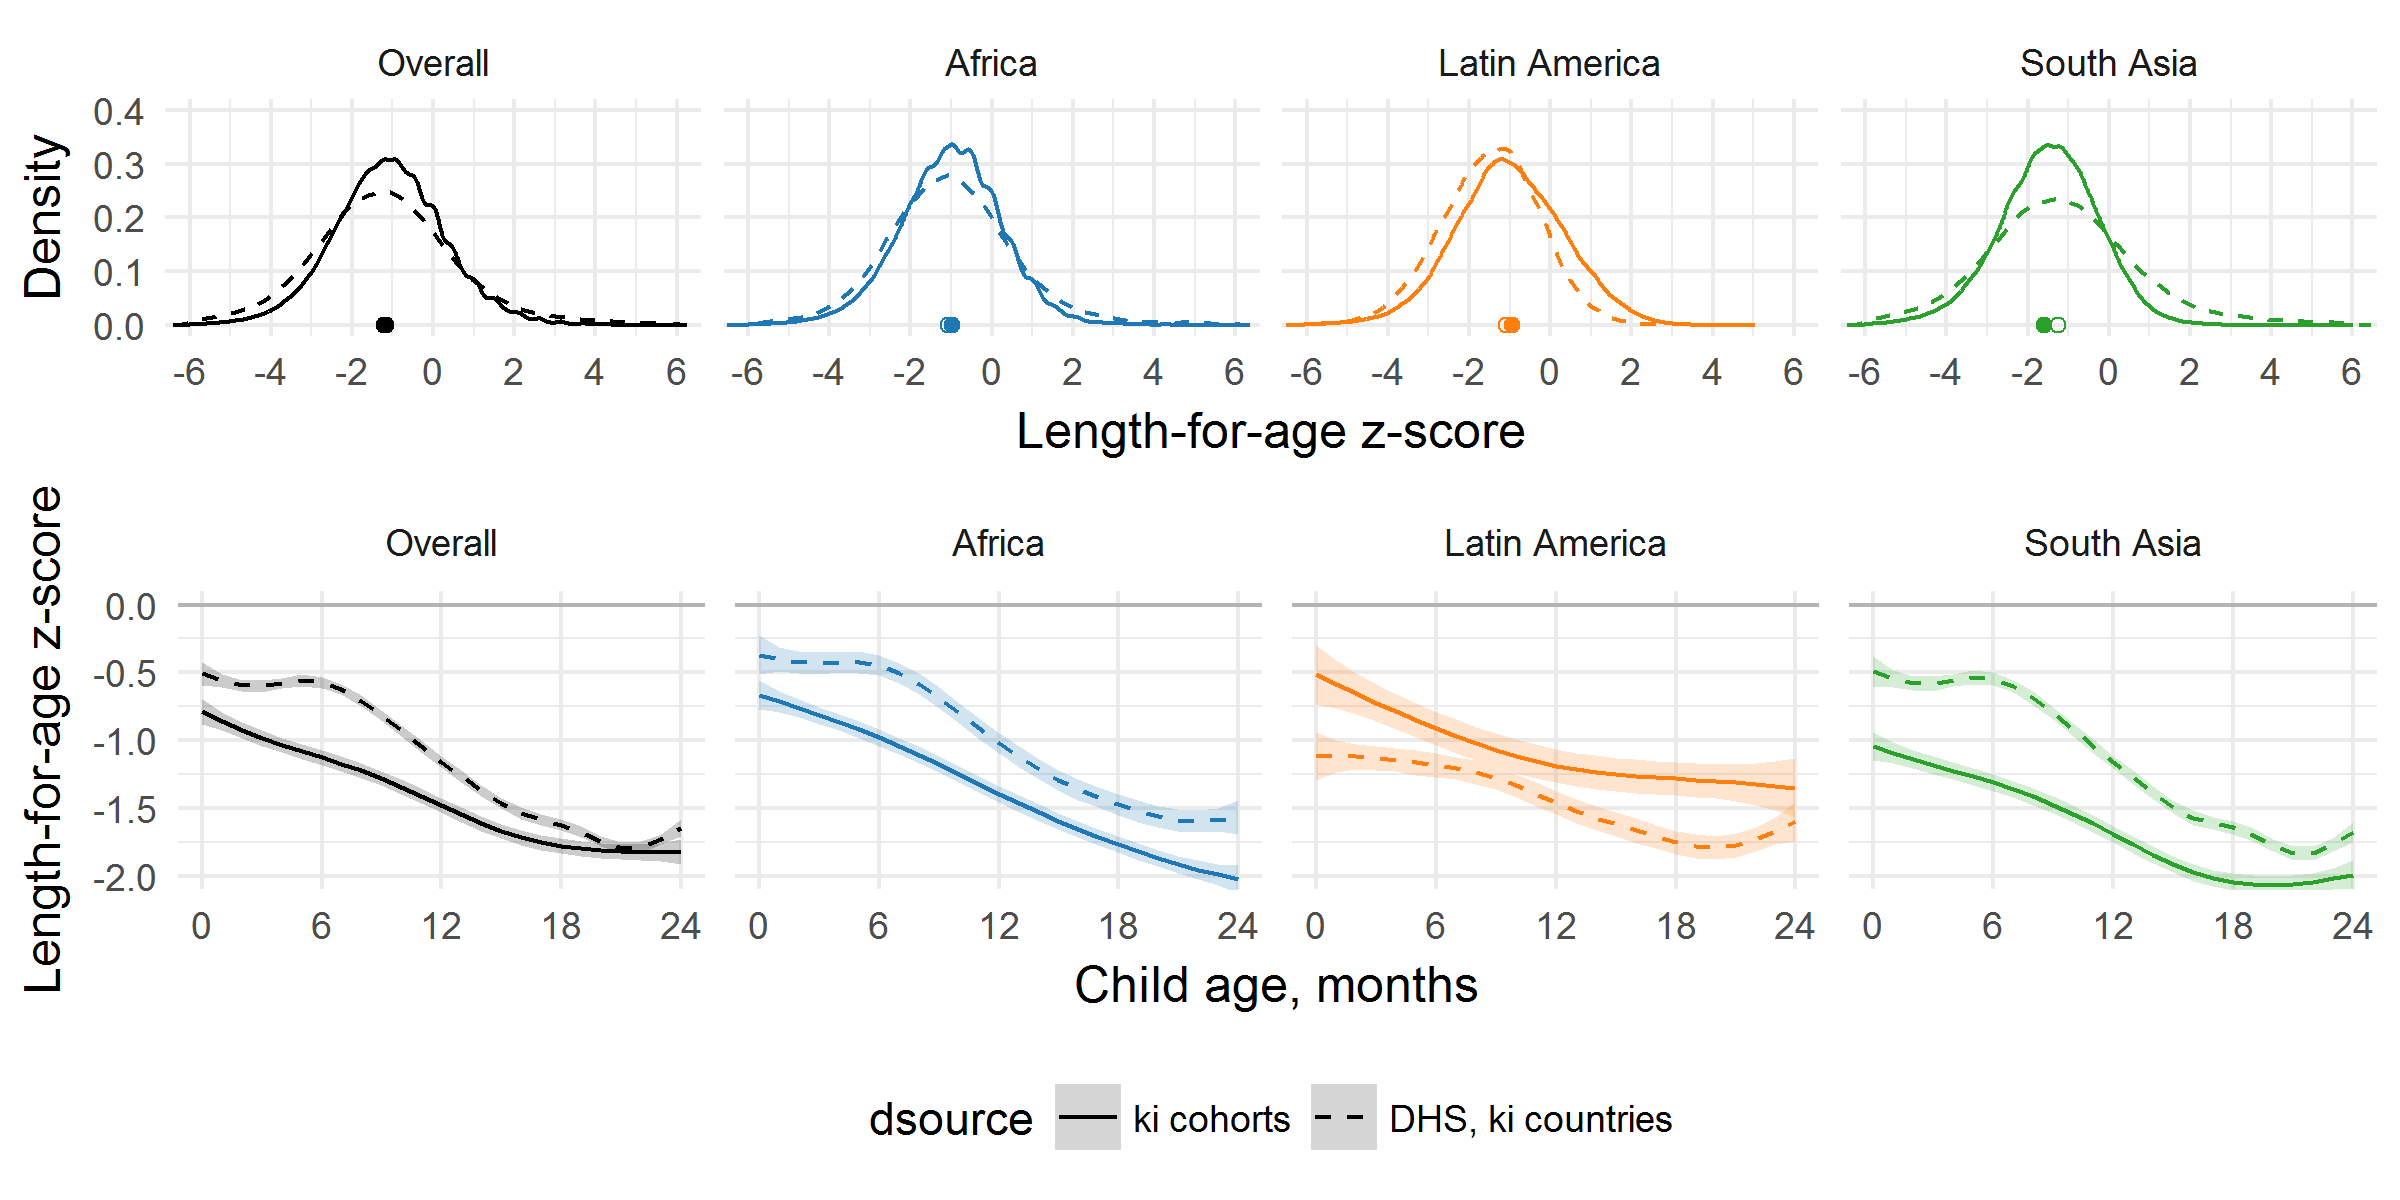 Overall Africa Latin America South Asia
Density
0.4
0.3
0.2
0.1
0.0
-6 -4 -2 0 2 4 6 -6 -4 -2 0 2 4 6 -6 -4 -2 0 2 4 6 -6 -4 -2 0 2 4 6
Length-for-age z-score
Overall Africa Latin America South Asia
Length-for-age z-score
0.0
-0.5
-1.0
-1.5
-2.0
0 6 12 18 24 0 6 12 18 24 0 6 12 18 24 0 6 12 18 24
Child age, months
dsource ki cohorts DHS, ki countries